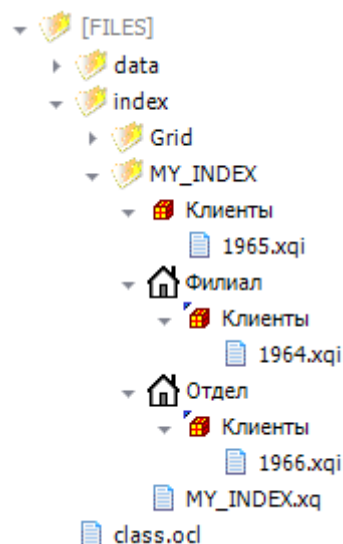 [FILES]
data
index
Grid
MY_INDEX
Клиенты
1965.xqi
Филиал
Клиенты
1964.xqi
Отдел
Клиенты
1966.xqi
MY_INDEX.xq
class.ocl